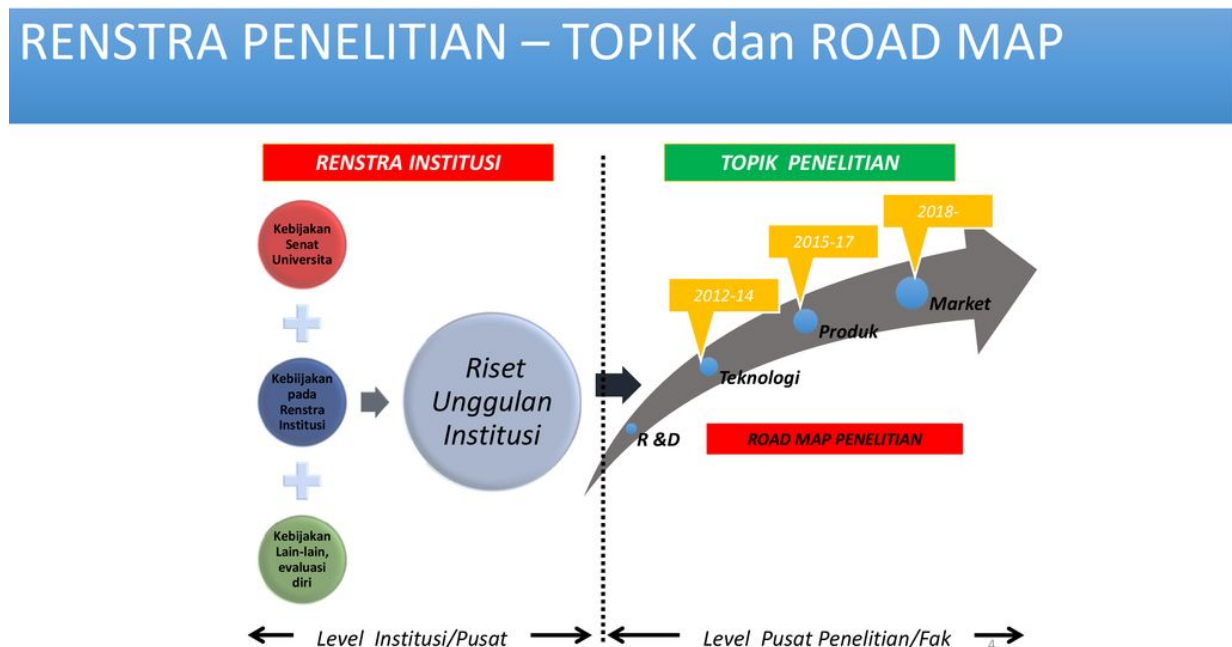 RENSTRA PENELITIAN – TOPIK dan ROAD MAP
RENSTRA INSTITUSI
Kebijakan
Senat
Universita
Kebiijakan
pada
Renstra
Institusi
Kebijakan
Lain-lain,
evaluasi
diri
Riset
Unggulan
Institusi
TOPIK PENELITIAN
2018-
2015-17
2012-14
Market
Produk
Teknologi
R &D
ROAD MAP PENELITIAN
Level Institusi/Pusat
Level Pusat Penelitian/Fak
4